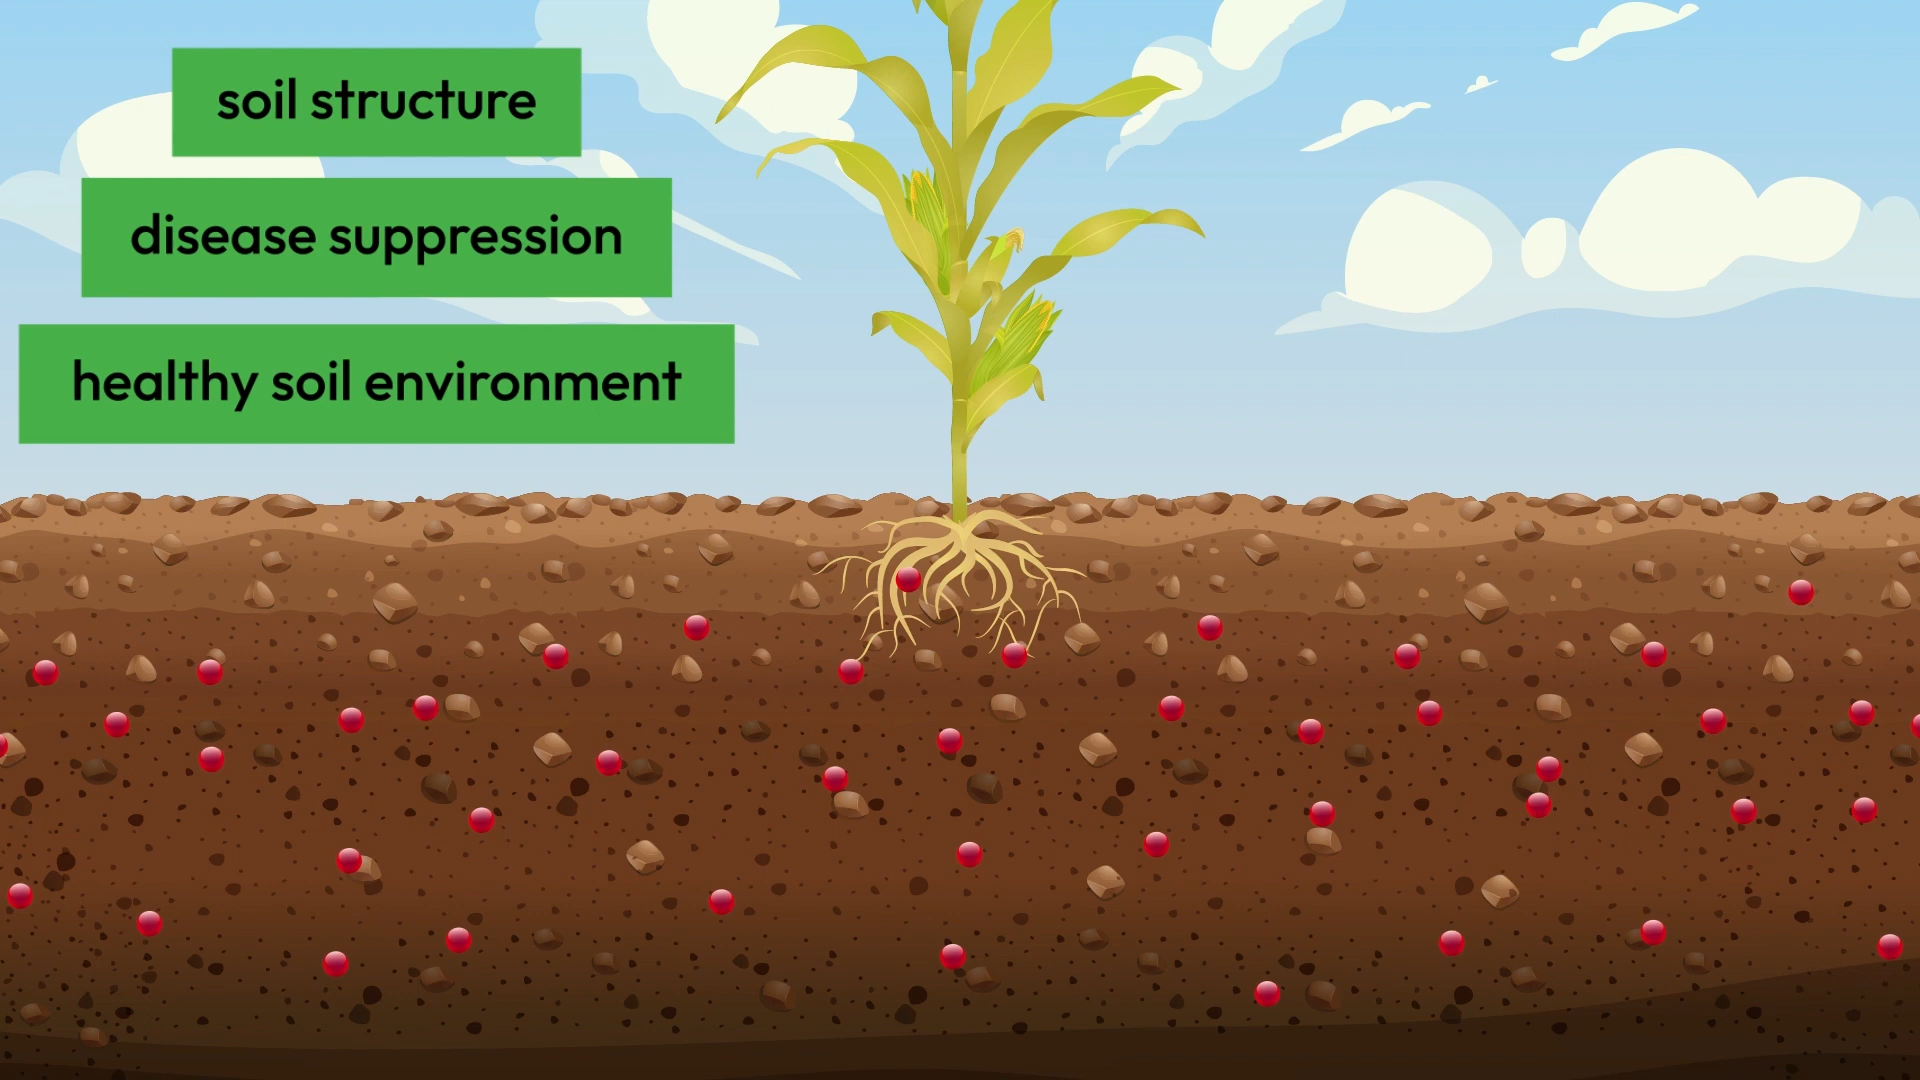 soil structure
disease suppression
healthy soil environment